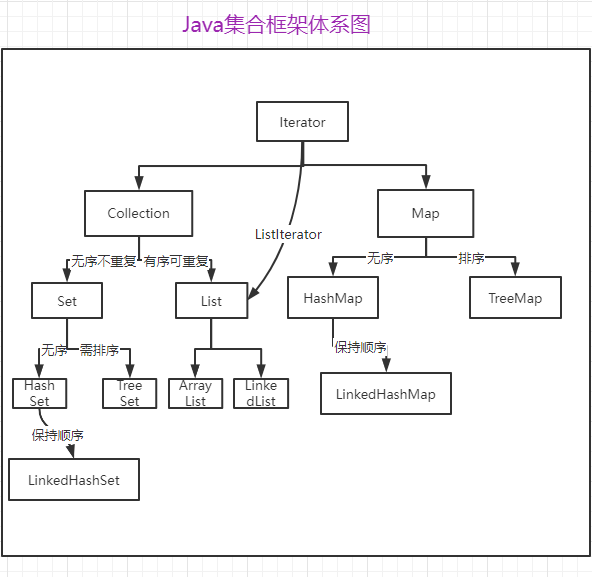 Java集合框架体系图
Iterator
Collection
Map
ListIterator
无序不重复
有序可重复
无序
排序
Set
List
HashMap
TreeMap
无序
需排序
保持顺序
Hash
Set
Tree
Set
Array
List
Linke
dList
LinkedHashMap
保持顺序
LinkedHashSet